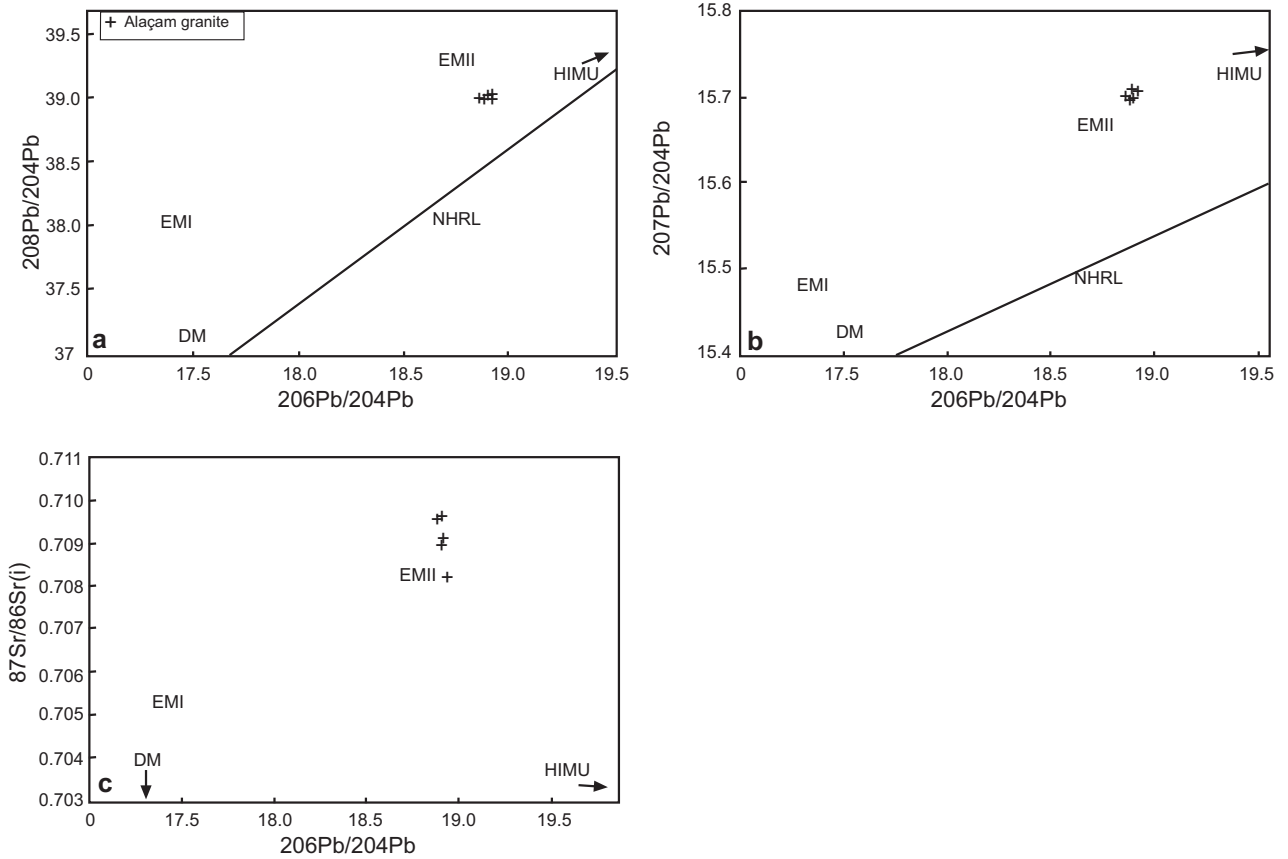 + Alaçam granite
39.5
39.0
38.5
38.0
37.5
37
208Pb/204Pb
EMII
HIMU
EMI
NHRL
DM
a
0
17.5
18.0
18.5
19.0
19.5
206Pb/204Pb
15.8
15.7
15.6
15.5
15.4
207Pb/204Pb
HIMU
EMII
EMI
NHRL
DM
b
0
17.5
18.0
18.5
19.0
19.5
206Pb/204Pb
0.711
0.710
0.709
0.708
0.707
0.706
0.705
0.704
0.703
87Sr/86Sr(i)
EMII
EMI
DM
HIMU
c
0
17.5
18.0
18.5
19.0
19.5
206Pb/204Pb